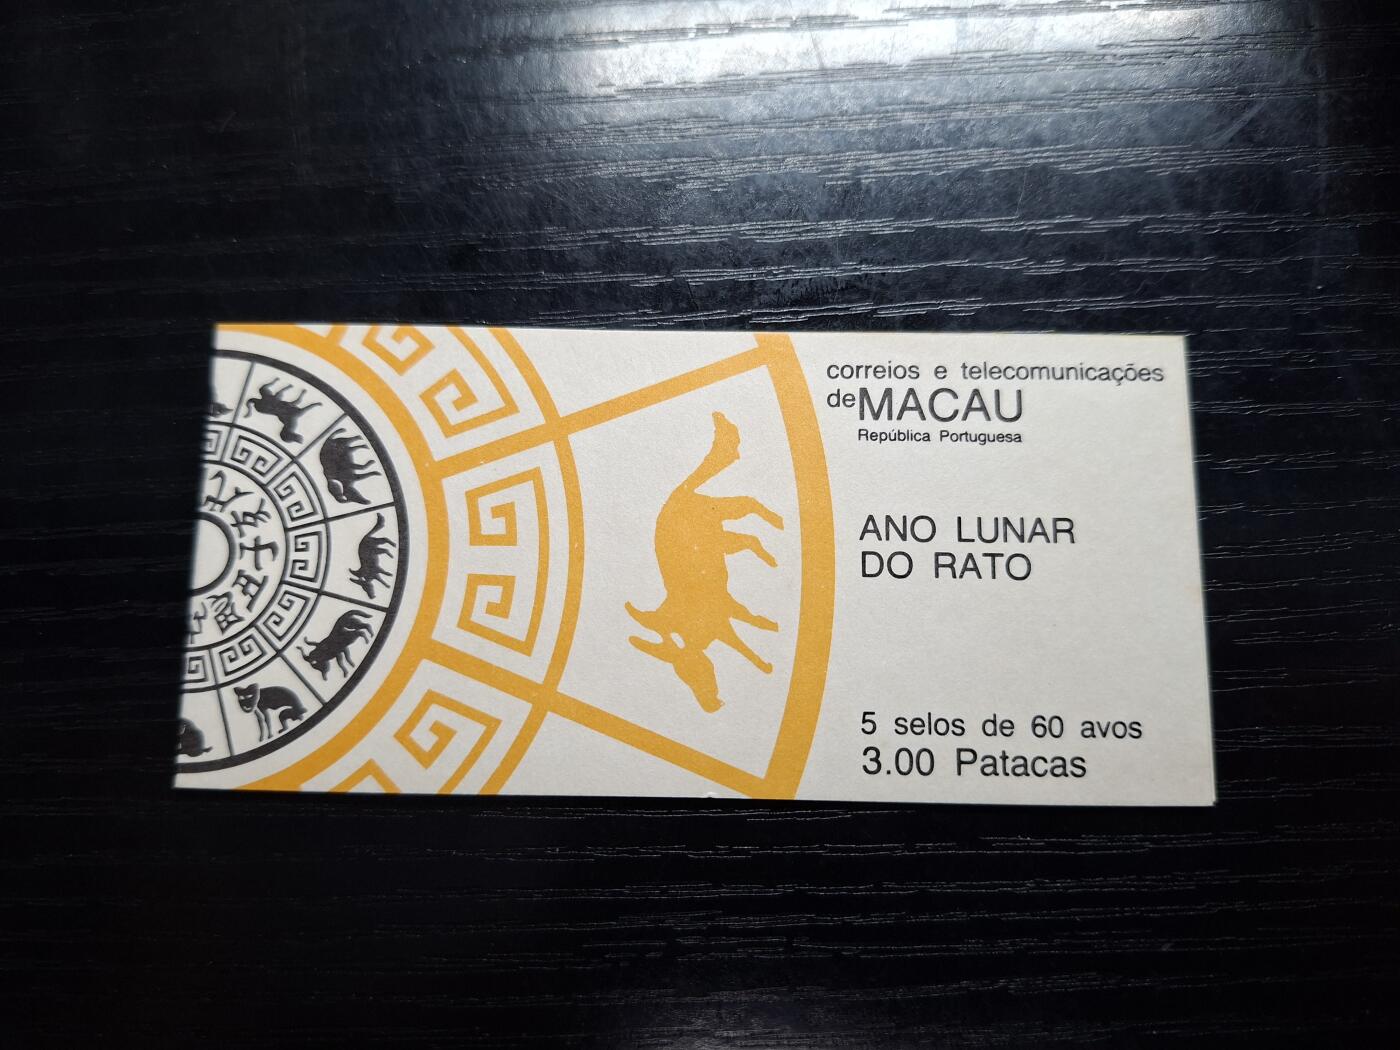 correios e telecomunicações
de MACAU
República Portuguesa
ANO LUNAR
DO RATO
5 selos de 60 avos
3.00 Patacas